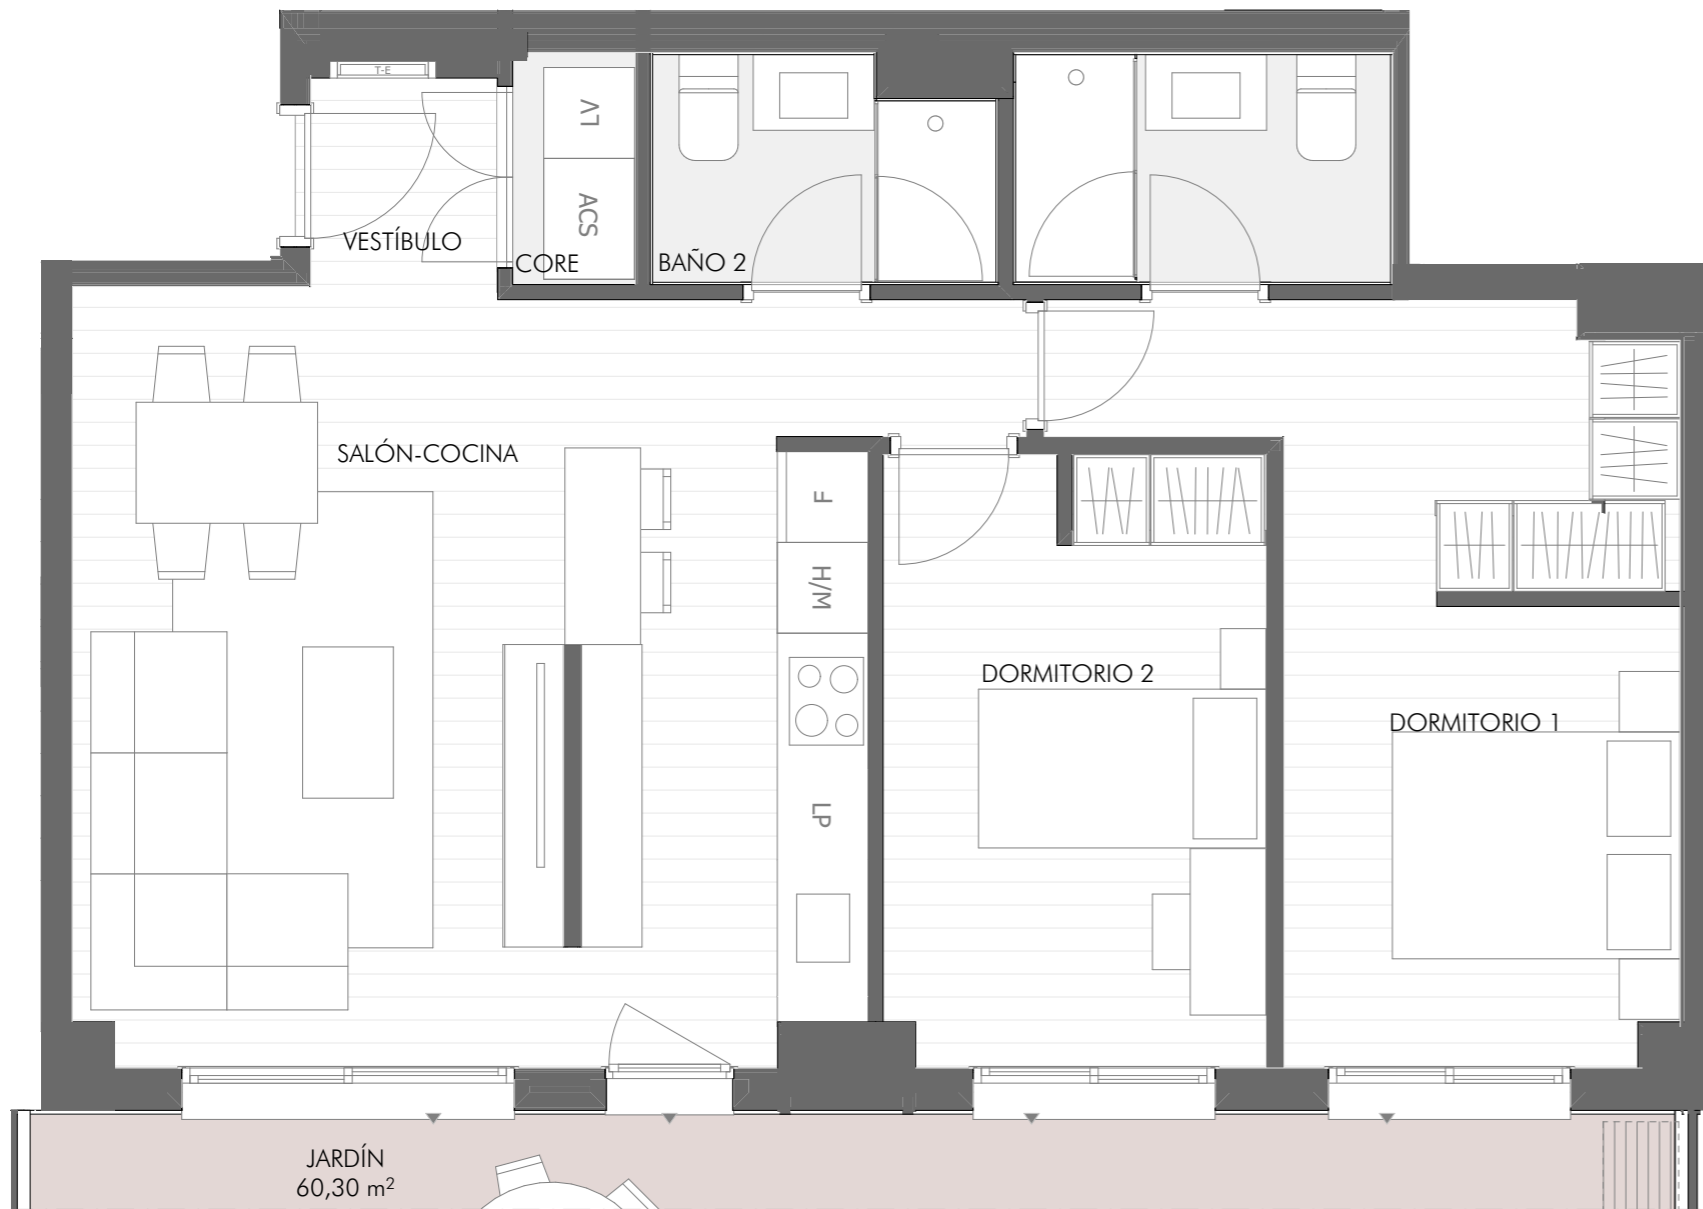 T-E
LV
ACS
VESTÍBULO
CORE
BAÑO 2
SALÓN-COCINA
F
H/M
DORMITORIO 2
DORMITORIO 1
LP
JARDÍN
60,30 m²